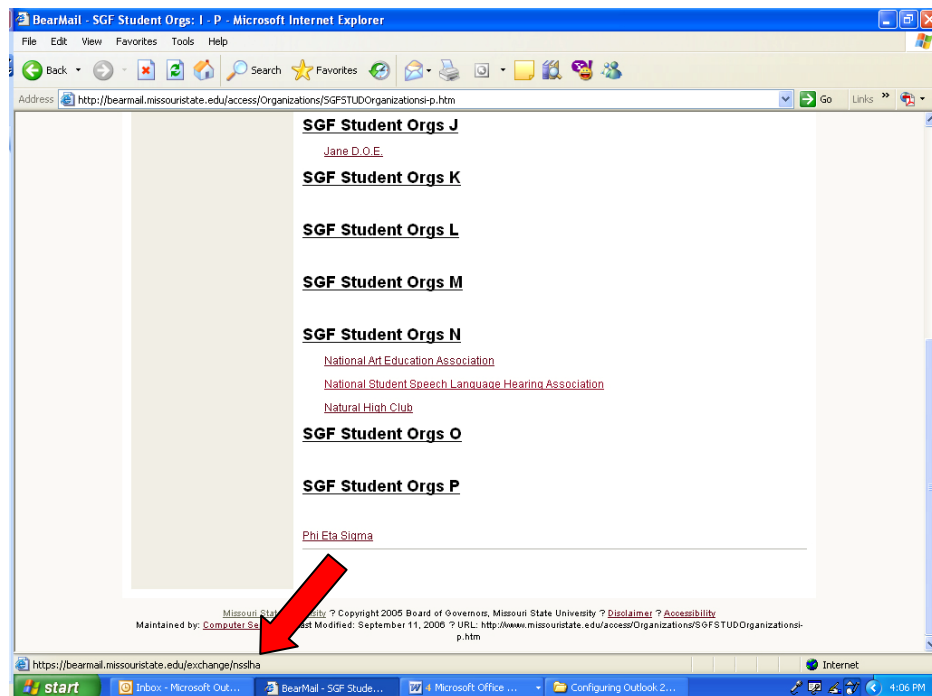 BearMail - SGF Student Orgs: I - P - Microsoft Internet Explorer
File Edit View Favorites Tools Help
Back Search Favorites
Address http://bearmail.missouristate.edu/access/Organizations/SGFSTUDOrganizationsi-p.htm Go Links »
SGF Student Orgs J
Jane D.O.E.
SGF Student Orgs K
SGF Student Orgs L
SGF Student Orgs M
SGF Student Orgs N
National Art Education Association
National Student Speech Language Hearing Association
Natural High Club
SGF Student Orgs O
SGF Student Orgs P
Phi Eta Sigma
Missouri ? Copyright 2005 Board of Governors, Missouri State University ? Disclaimer ? Accessibility
Maintained by: Computer Modified: September 11, 2006 ? URL: http://www.missouristate.edu/access/Organizations/SGFSTUDOrganizationsi-
p.htm
https://bearmail.missouristate.edu/exchange/nsslha Internet
start Inbox - Microsoft Out... BearMail - SGF Stude... 4 Microsoft Office ... Configuring Outlook 2... 4:06 PM